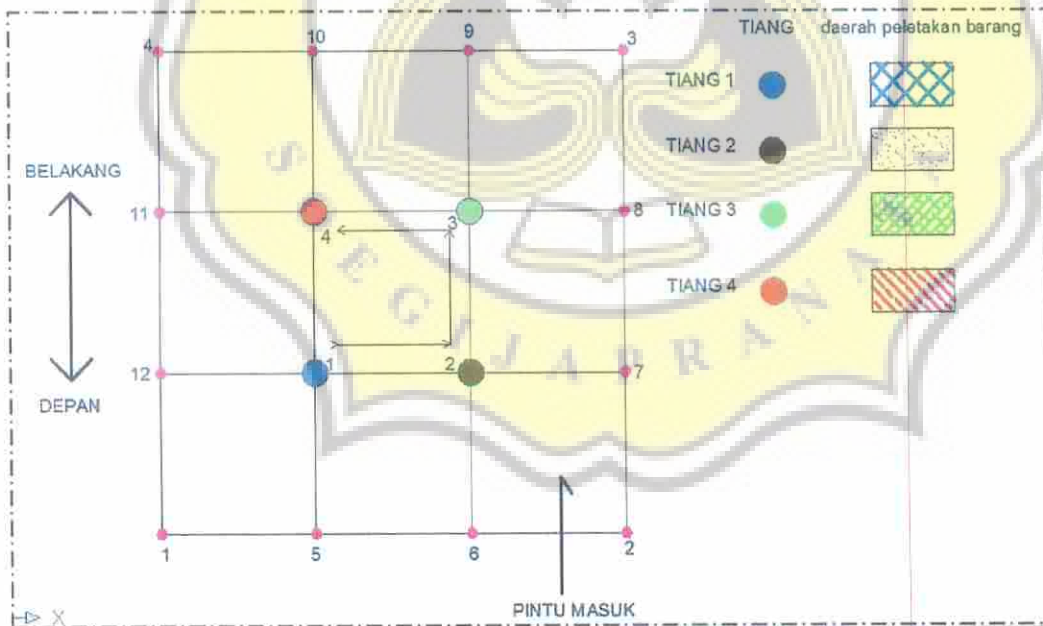 10
9
TIANG daerah peletakan barang
4
3
TIANG 1
TIANG 2
BELAKANG
11
4
3
8
TIANG 3
TIANG 4
12
1
2
7
DEPAN
SOEGIJAPRANATA
1
5
6
2
PINTU MASUK
X